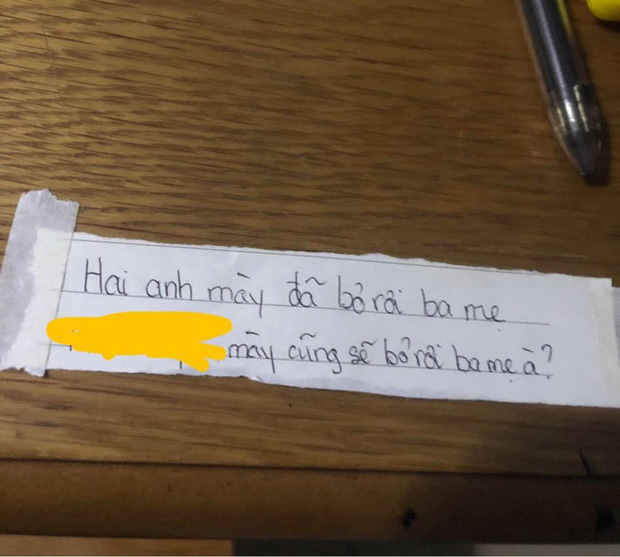 Hai anh mày đã bỏ rơi ba mẹ
mày cũng sẽ bỏ rơi ba mẹ à?